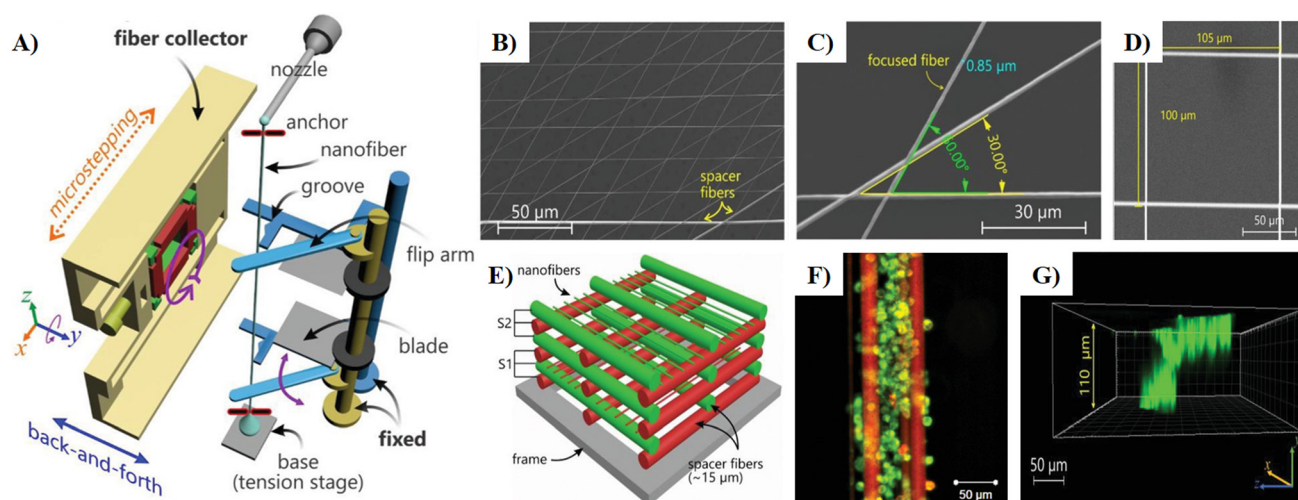 A)
fiber collector
nozzle
anchor
nanofiber
groove
microstepping
flip arm
z
x
y
blade
back-and-forth
base
(tension stage)
fixed
B)
spacer
fibers
50 µm
C)
focused fiber
0.85 µm
30.00°
30 µm
D)
105 µm
100 µm
50 µm
E)
nanofibers
S2
S1
frame
spacer fibers
(~15 µm)
F)
50 µm
G)
110 µm
50 µm
x
z